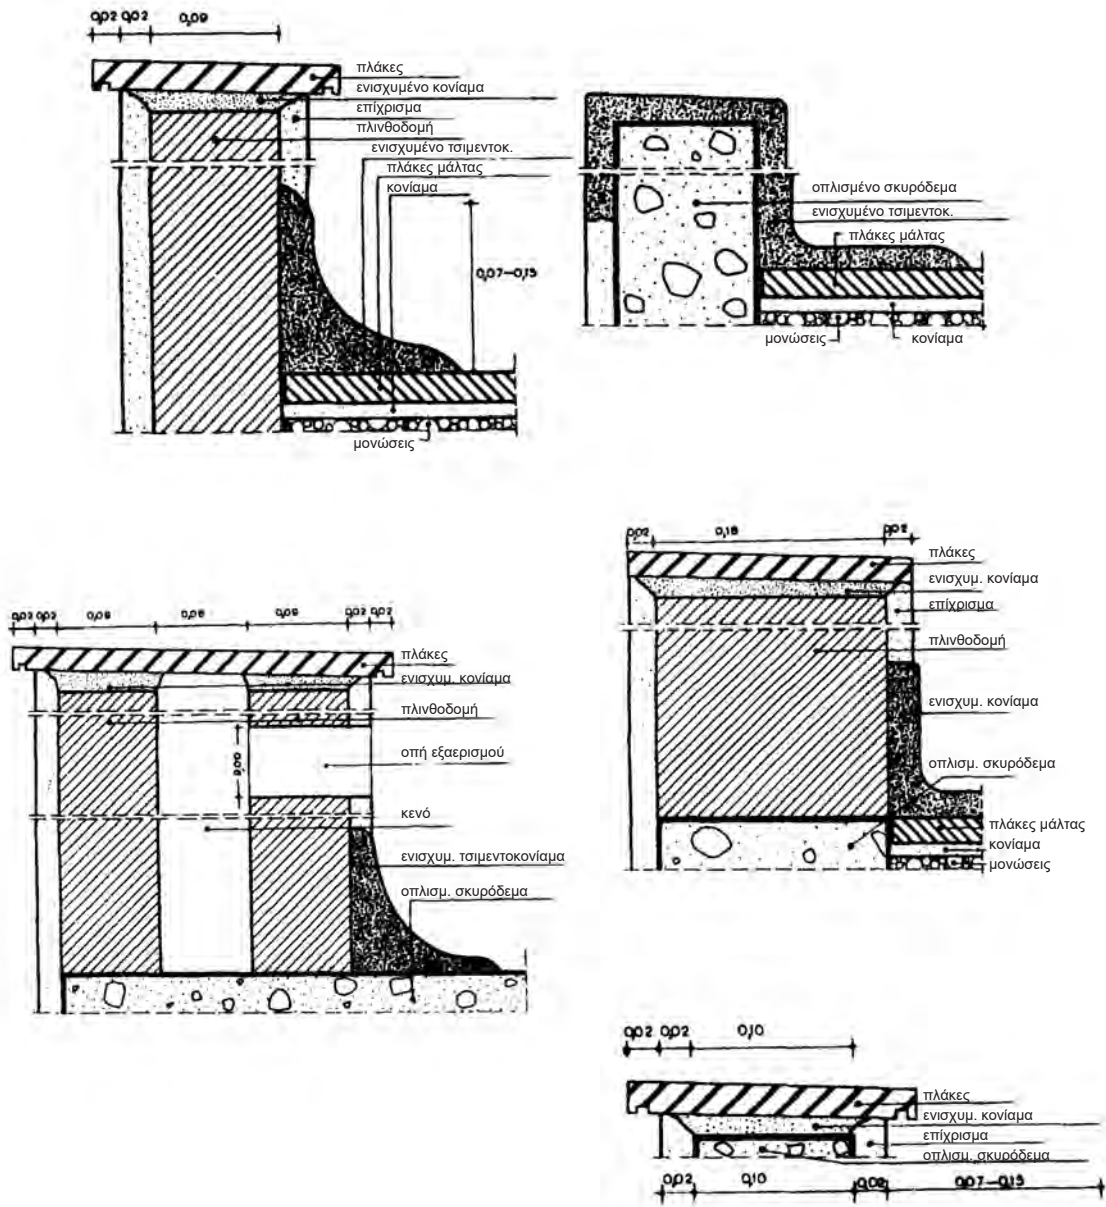 0,02 0,02 0,09
πλάκες
ενισχυμένο κονίαμα
επίχρισμα
πλινθοδομή
ενισχυμένο τσιμεντοκ.
πλάκες μάλτας
κονίαμα
0,07-0,15
μονώσεις
οπλισμένο σκυρόδεμα
ενισχυμένο τσιμεντοκ.
πλάκες μάλτας
μονώσεις
κονίαμα
0,02 0,02 0,09 0,09 0,02 0,02
πλάκες
ενισχυμ. κονίαμα
πλινθοδομή
οπή εξαερισμού
κενό
ενισχυμ. τσιμεντοκονίαμα
οπλισμ. σκυρόδεμα
0,02 0,18 0,02
πλάκες
ενισχυμ. κονίαμα
επίχρισμα
πλινθοδομή
ενισχυμ. κονίαμα
οπλισμ. σκυρόδεμα
πλάκες μάλτας
κονίαμα
μονώσεις
0,02 0,02 0,10
πλάκες
ενισχυμ. κονίαμα
επίχρισμα
οπλισμ. σκυρόδεμα
0,02 0,10 0,02 0,07-0,15